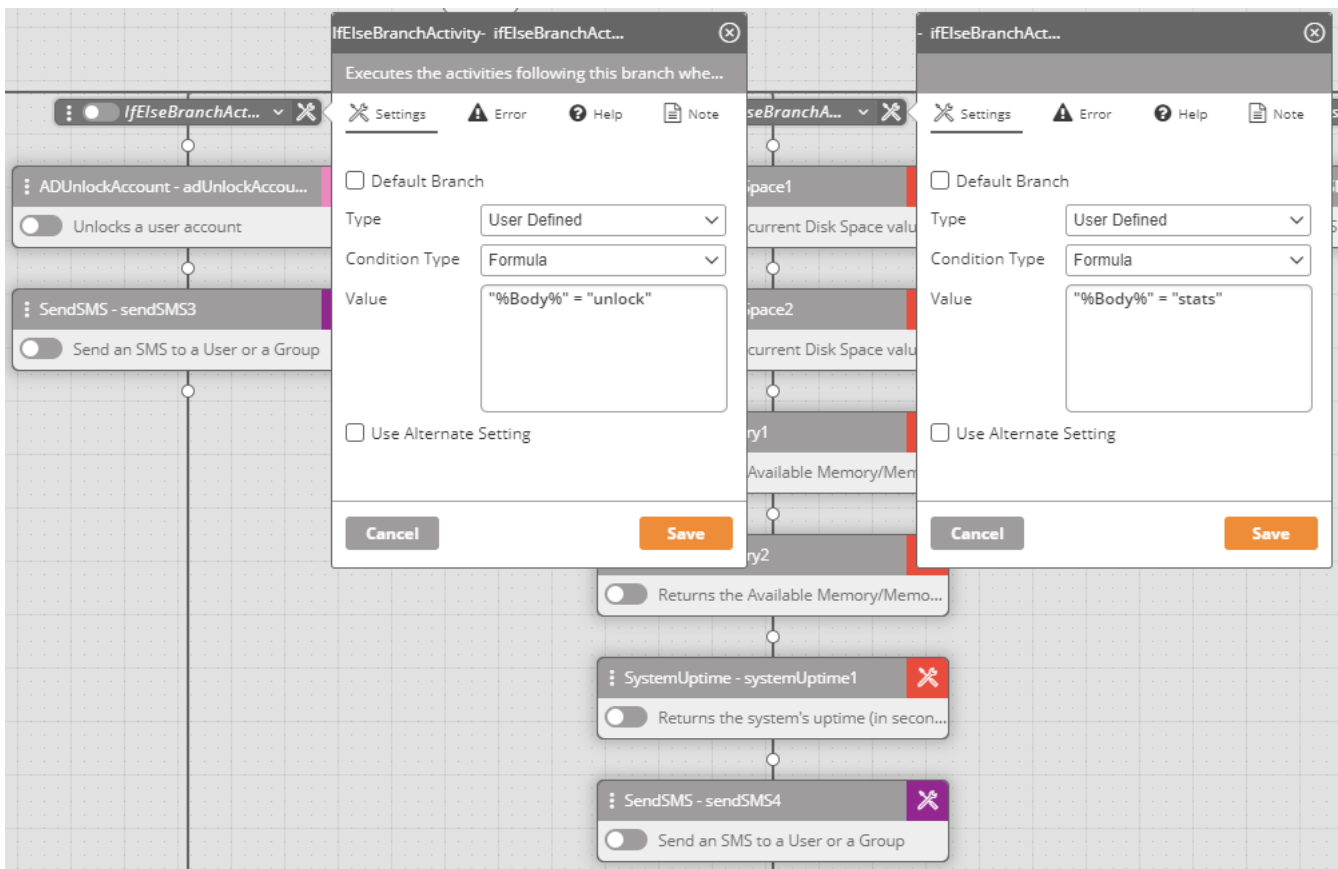 IfElseBranchActivity- ifElseBranchAct...
Executes the activities following this branch whe...
Settings
Error
Help
Note
Default Branch
Type
User Defined
Condition Type
Formula
Value
"%Body%" = "unlock"
Use Alternate Setting
Cancel
Save
- ifElseBranchAct...
Settings
Error
Help
Note
Default Branch
Type
User Defined
Condition Type
Formula
Value
"%Body%" = "stats"
Use Alternate Setting
Cancel
Save
IfElseBranchAct...
ADUnlockAccount - adUnlockAccou...
Unlocks a user account
SendSMS - sendSMS3
Send an SMS to a User or a Group
seBranchA...
Space1
current Disk Space valu
Space2
current Disk Space valu
ry1
Available Memory/Mem
ry2
Returns the Available Memory/Memo...
SystemUptime - systemUptime1
Returns the system's uptime (in secon...
SendSMS - sendSMS4
Send an SMS to a User or a Group